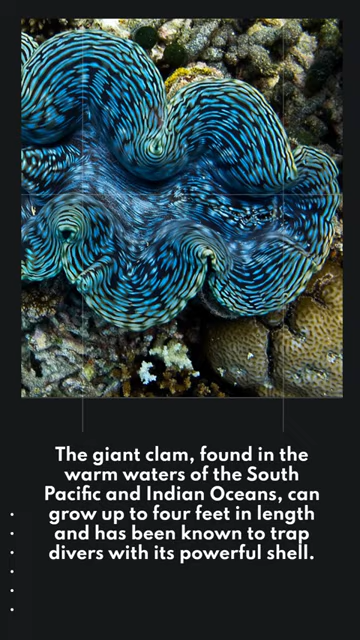 The giant clam, found in the
warm waters of the South
Pacific and Indian Oceans, can
grow up to four feet in length
and has been known to trap
divers with its powerful shell.